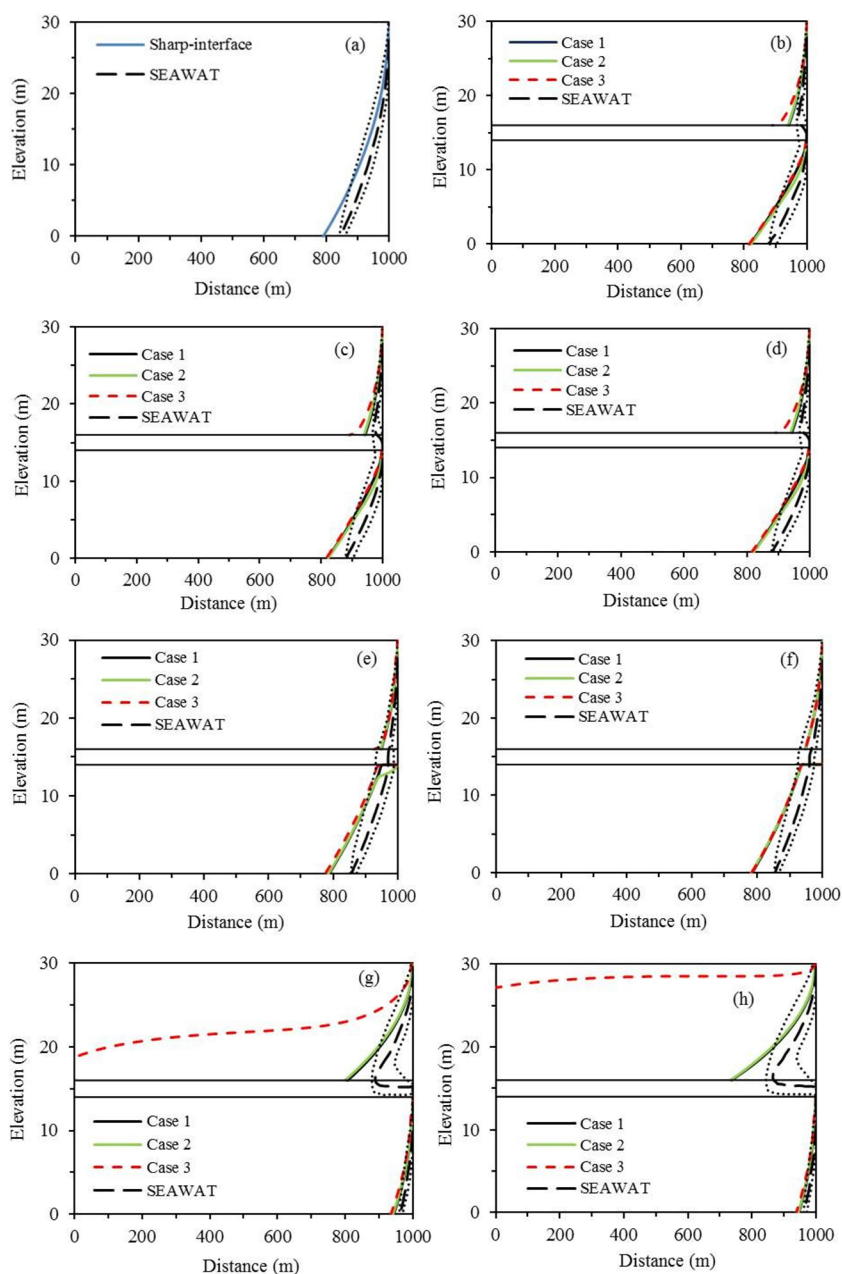 30
20
10
0
Elevation (m)
Sharp-interface
SEAWAT
(a)
0 200 400 600 800 1000
Distance (m)
30
20
10
0
Elevation (m)
Case 1
Case 2
Case 3
SEAWAT
(b)
0 200 400 600 800 1000
Distance (m)
30
20
10
0
Elevation (m)
Case 1
Case 2
Case 3
SEAWAT
(c)
0 200 400 600 800 1000
Distance (m)
30
20
10
0
Elevation (m)
Case 1
Case 2
Case 3
SEAWAT
(d)
0 200 400 600 800 1000
Distance (m)
30
20
10
0
Elevation (m)
Case 1
Case 2
Case 3
SEAWAT
(e)
0 200 400 600 800 1000
Distance (m)
30
20
10
0
Elevation (m)
Case 1
Case 2
Case 3
SEAWAT
(f)
0 200 400 600 800 1000
Distance (m)
30
20
10
0
Elevation (m)
(g)
Case 1
Case 2
Case 3
SEAWAT
0 200 400 600 800 1000
Distance (m)
30
20
10
0
Elevation (m)
(h)
Case 1
Case 2
Case 3
SEAWAT
0 200 400 600 800 1000
Distance (m)